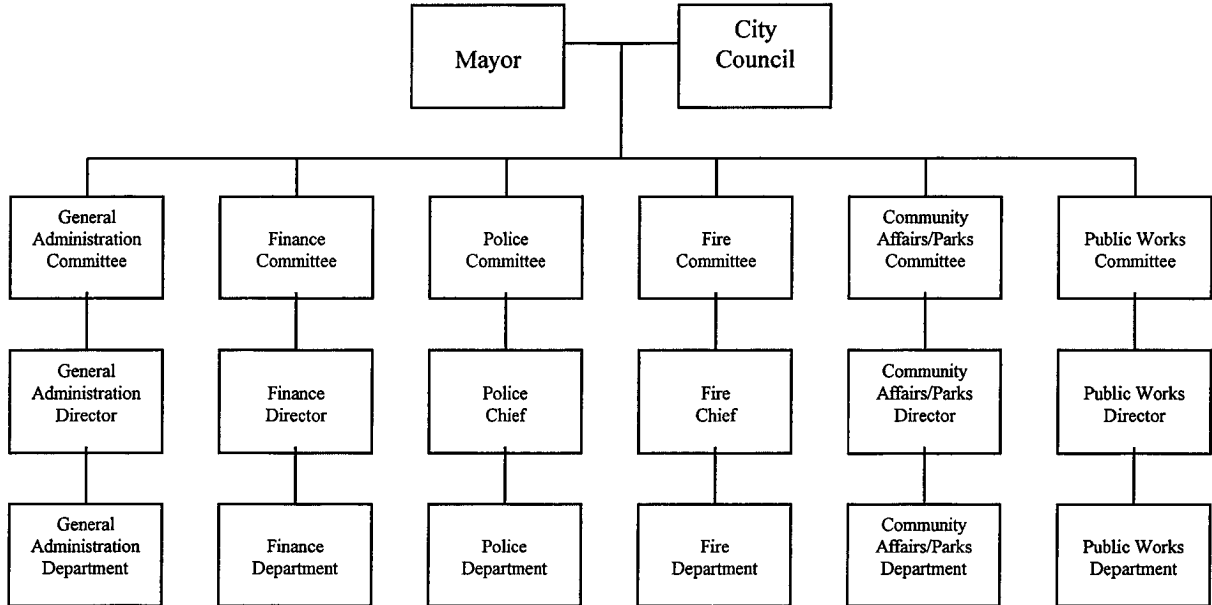 Mayor
City
Council
General
Administration
Committee
Finance
Committee
Police
Committee
Fire
Committee
Community
Affairs/Parks
Committee
Public Works
Committee
General
Administration
Director
Finance
Director
Police
Chief
Fire
Chief
Community
Affairs/Parks
Director
Public Works
Director
General
Administration
Department
Finance
Department
Police
Department
Fire
Department
Community
Affairs/Parks
Department
Public Works
Department